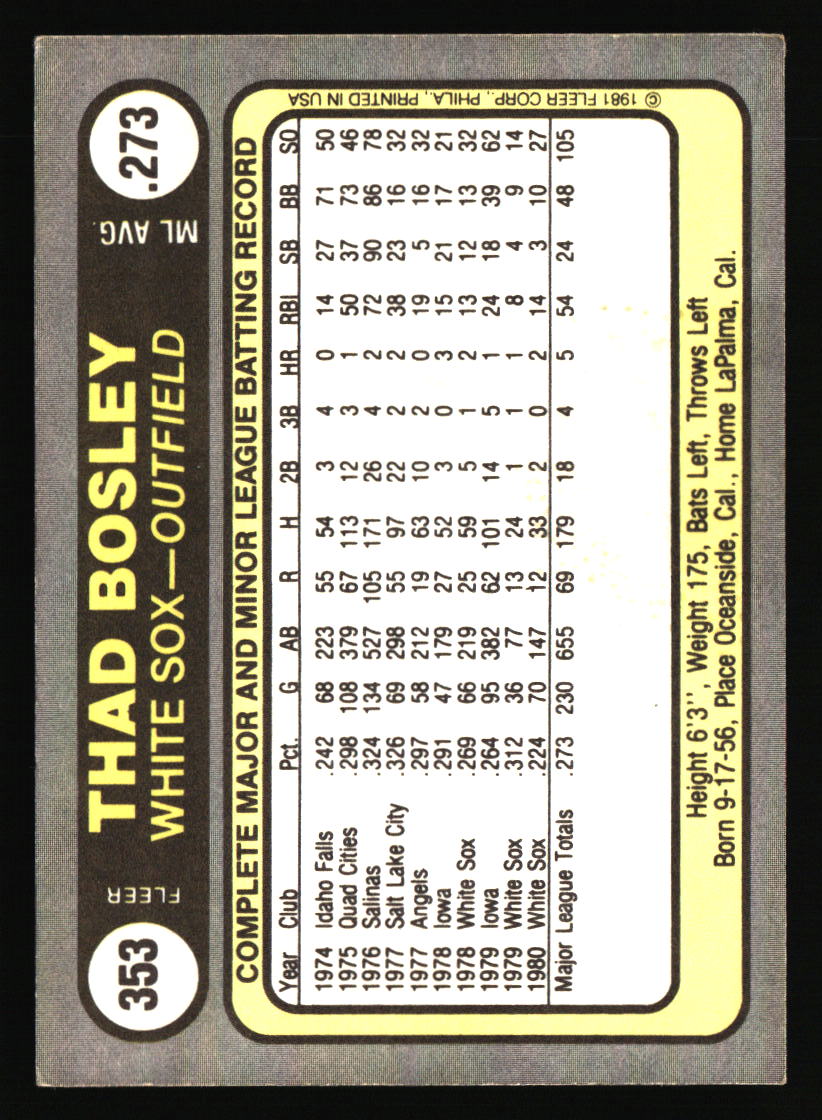 353
FLEER
THAD BOSLEY
WHITE SOX—OUTFIELD
ML AVG.
.273
COMPLETE MAJOR AND MINOR LEAGUE BATTING RECORD
Year Club Pct. G AB R H 2B 3B HR RBI SB BB SO
1974 Idaho Falls .242 68 223 55 54 3 4 0 14 27 71 50
1975 Quad Cities .298 108 379 67 113 12 3 1 50 37 73 46
1976 Salinas .324 134 527 105 171 26 4 2 72 90 86 78
1977 Salt Lake City .326 69 298 55 97 22 2 2 38 23 16 32
1977 Angels .297 58 212 19 63 10 2 0 19 5 16 32
1978 Iowa .291 47 179 27 52 3 0 3 15 21 17 21
1978 White Sox .269 66 219 25 59 5 1 2 13 12 13 32
1979 Iowa .264 95 382 62 101 14 5 1 24 18 39 62
1979 White Sox .312 36 77 13 24 1 1 1 8 4 9 14
1980 White Sox .224 70 147 12 33 2 0 2 14 3 10 27
Major League Totals .273 230 655 69 179 18 4 5 54 24 48 105
Height 6'3'', Weight 175, Bats Left, Throws Left
Born 9-17-56, Place Oceanside, Cal., Home LaPalma, Cal.
© 1981 FLEER CORP., PHILA., PRINTED IN USA